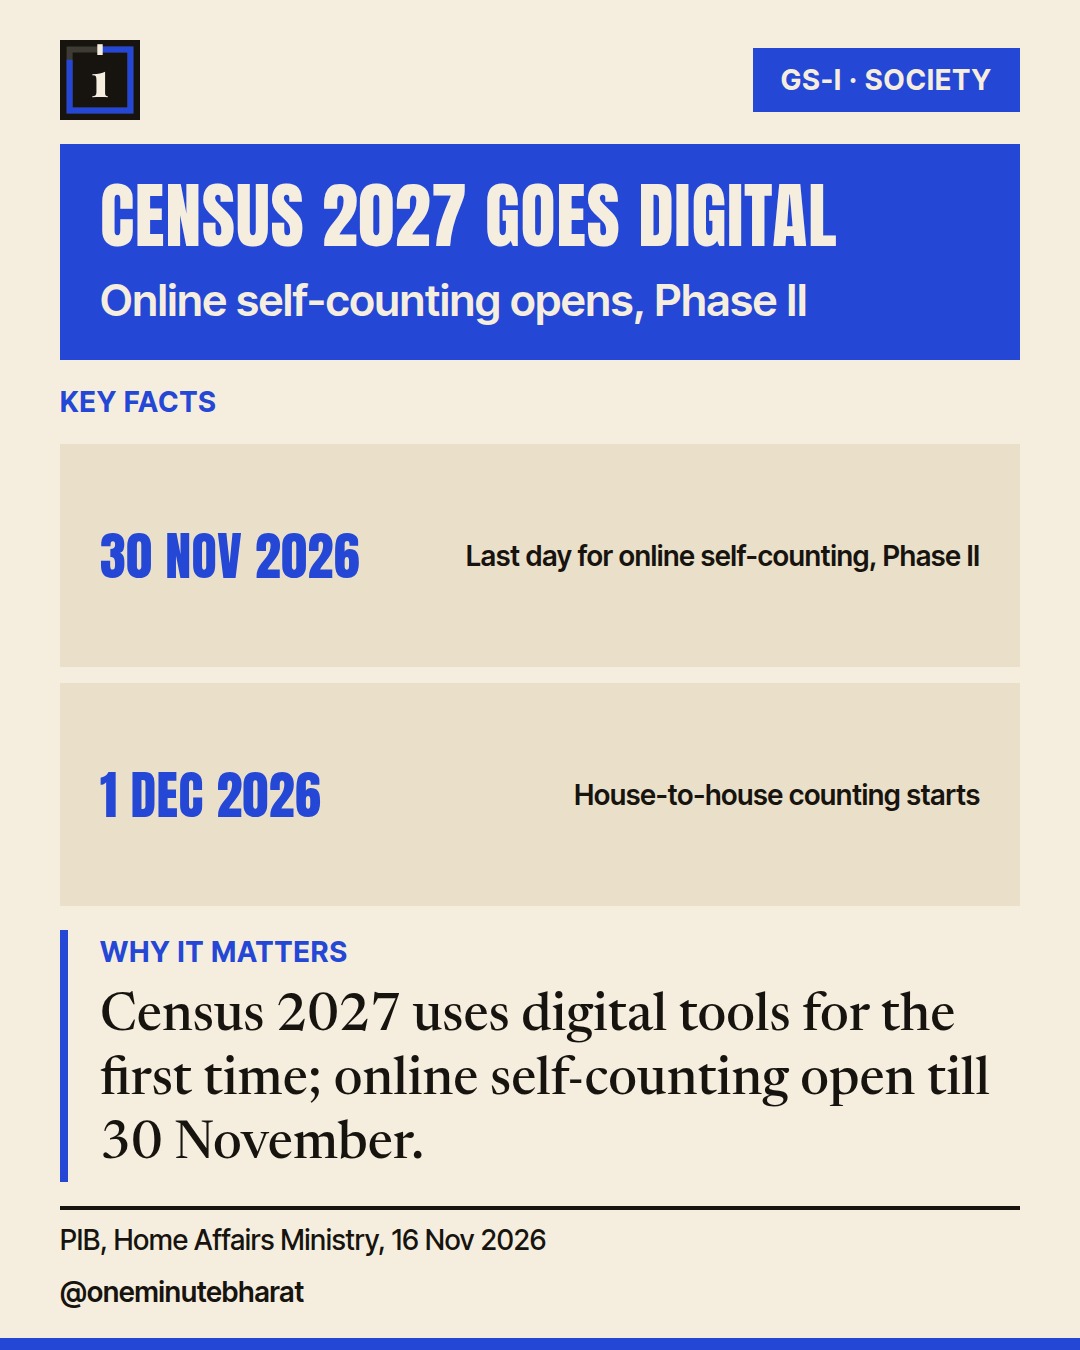 1
GS-I · SOCIETY
CENSUS 2027 GOES DIGITAL
Online self-counting opens, Phase II
KEY FACTS
30 NOV 2026
Last day for online self-counting, Phase II
1 DEC 2026
House-to-house counting starts
WHY IT MATTERS
Census 2027 uses digital tools for the
first time; online self-counting open till
30 November.
PIB, Home Affairs Ministry, 16 Nov 2026
@oneminutebharat